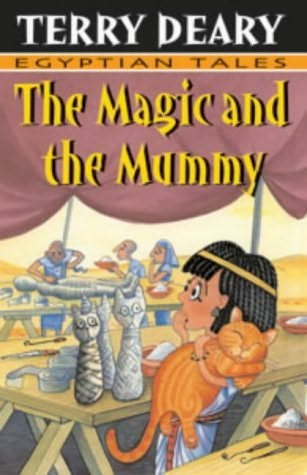 TERRY DEARY
EGYPTIAN TALES
The Magic and
the Mummy